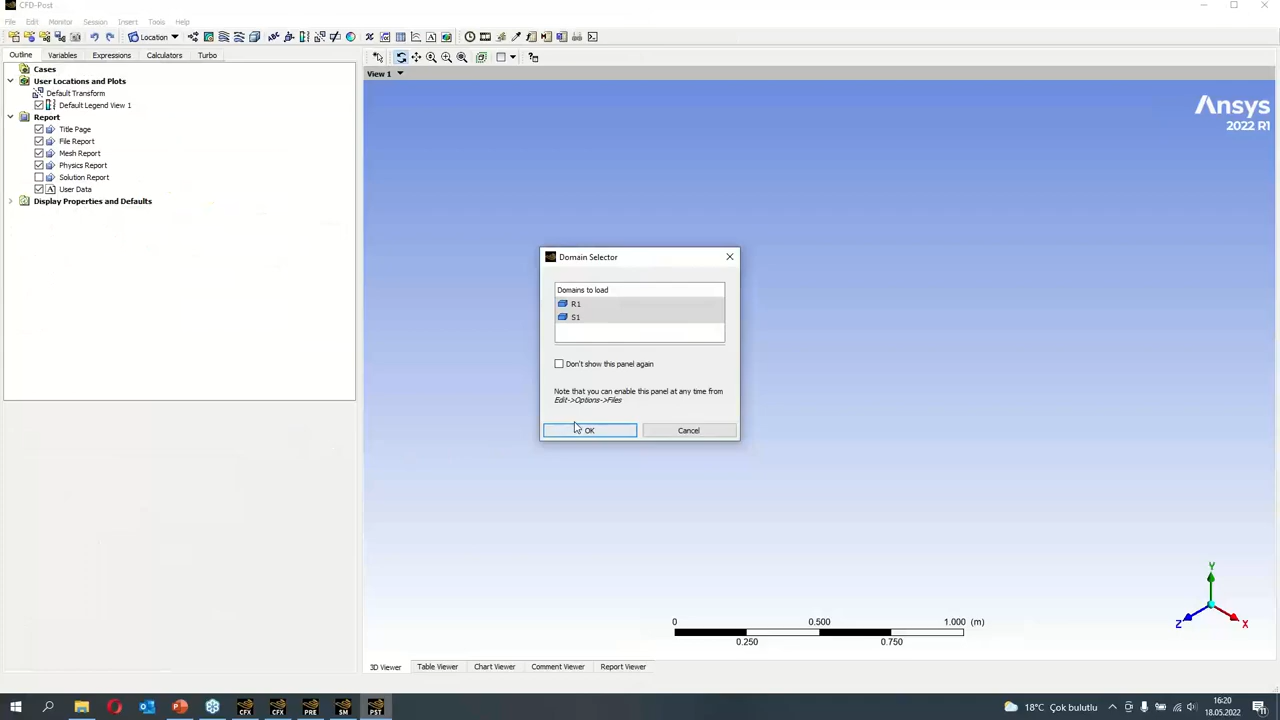 CFD-Post
File Edit Monitor Session Insert Tools Help
Location
Outline Variables Expressions Calculators Turbo
View 1
Cases
User Locations and Plots
Default Transform
Default Legend View 1
Report
Title Page
File Report
Mesh Report
Physics Report
Solution Report
A User Data
Display Properties and Defaults
Ansys
2022 R1
Domain Selector
Domains to load
R1
S1
Don't show this panel again
Note that you can enable this panel at any time from
Edit->Options->Files
OK Cancel
Y
Z X
0 0.500 1.000 (m)
0.250 0.750
3D Viewer Table Viewer Chart Viewer Comment Viewer Report Viewer
CFX CFX PRE SM PST
18°C Çok bulutlu
16:20
18.05.2022